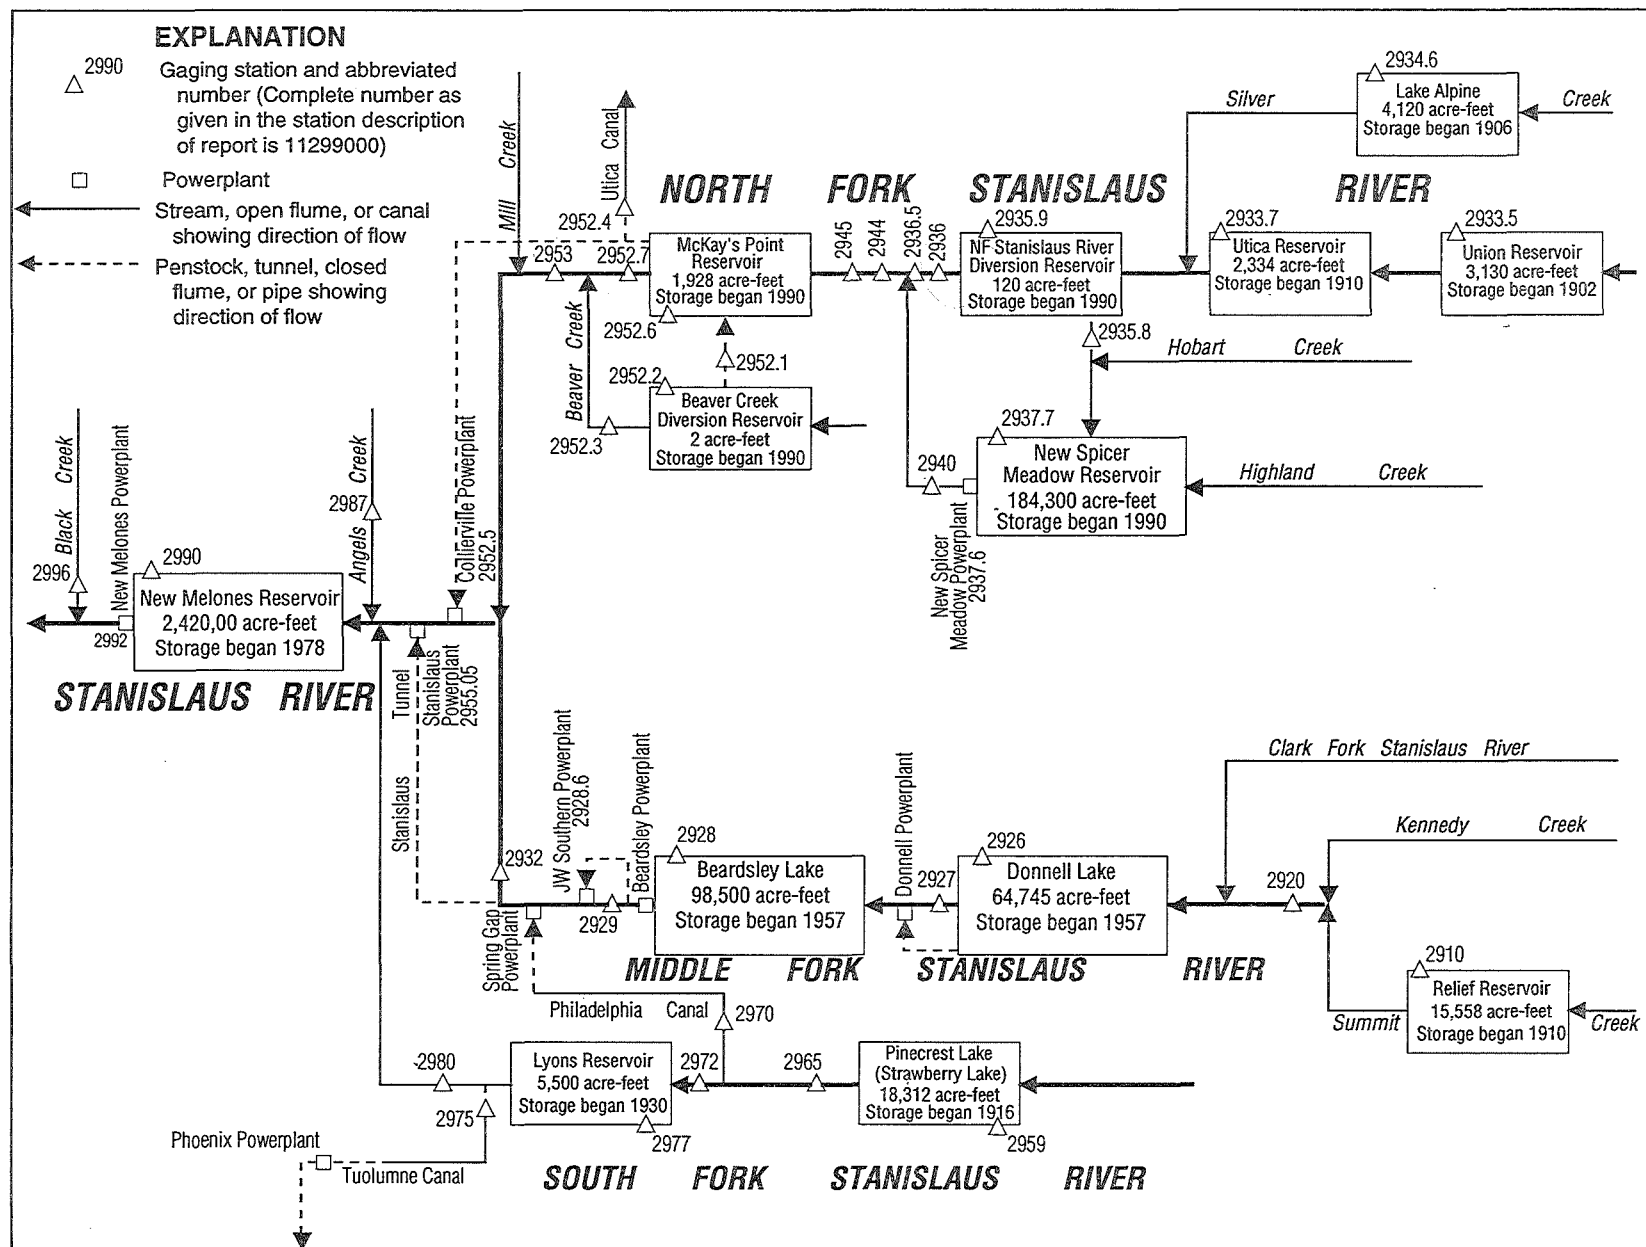 EXPLANATION
2990
Gaging station and abbreviated
number (Complete number as
given in the station description
of report is 11299000)
Powerplant
Stream, open flume, or canal
showing direction of flow
Penstock, tunnel, closed
flume, or pipe showing
direction of flow
Mill Creek
Utica Canal
2952.4
NORTH FORK STANISLAUS RIVER
2934.6
Lake Alpine
4,120 acre-feet
Storage began 1906
Silver Creek
2953
2952.7
McKay's Point
Reservoir
1,928 acre-feet
Storage began 1990
2952.6
2945
2944
2936.5
2936
2935.9
NF Stanislaus River
Diversion Reservoir
120 acre-feet
Storage began 1990
2933.7
Utica Reservoir
2,334 acre-feet
Storage began 1910
2933.5
Union Reservoir
3,130 acre-feet
Storage began 1902
2935.8
Hobart Creek
Beaver Creek
2952.1
2952.2
Beaver Creek
Diversion Reservoir
2 acre-feet
Storage began 1990
2952.3
2937.7
New Spicer
Meadow Reservoir
184,300 acre-feet
Storage began 1990
2940
Highland Creek
New Spicer
Meadow Powerplant
2937.6
Black Creek
2996
New Melones Powerplant
2992
2990
New Melones Reservoir
2,420,00 acre-feet
Storage began 1978
Angels Creek
2987
Collierville Powerplant
2952.5
STANISLAUS RIVER
Stanislaus Tunnel
Stanislaus
Powerplant
2955.05
2932
JW Southern Powerplant
2928.6
Beardsley Powerplant
2929
Spring Gap
Powerplant
2928
Beardsley Lake
98,500 acre-feet
Storage began 1957
Donnell Powerplant
2927
2926
Donnell Lake
64,745 acre-feet
Storage began 1957
Clark Fork Stanislaus River
Kennedy Creek
2920
MIDDLE FORK STANISLAUS RIVER
2910
Relief Reservoir
15,558 acre-feet
Storage began 1910
Summit Creek
Philadelphia Canal
2970
2980
2975
Lyons Reservoir
5,500 acre-feet
Storage began 1930
2977
2972
2965
Pinecrest Lake
(Strawberry Lake)
18,312 acre-feet
Storage began 1916
2959
Phoenix Powerplant
Tuolumne Canal
SOUTH FORK STANISLAUS RIVER